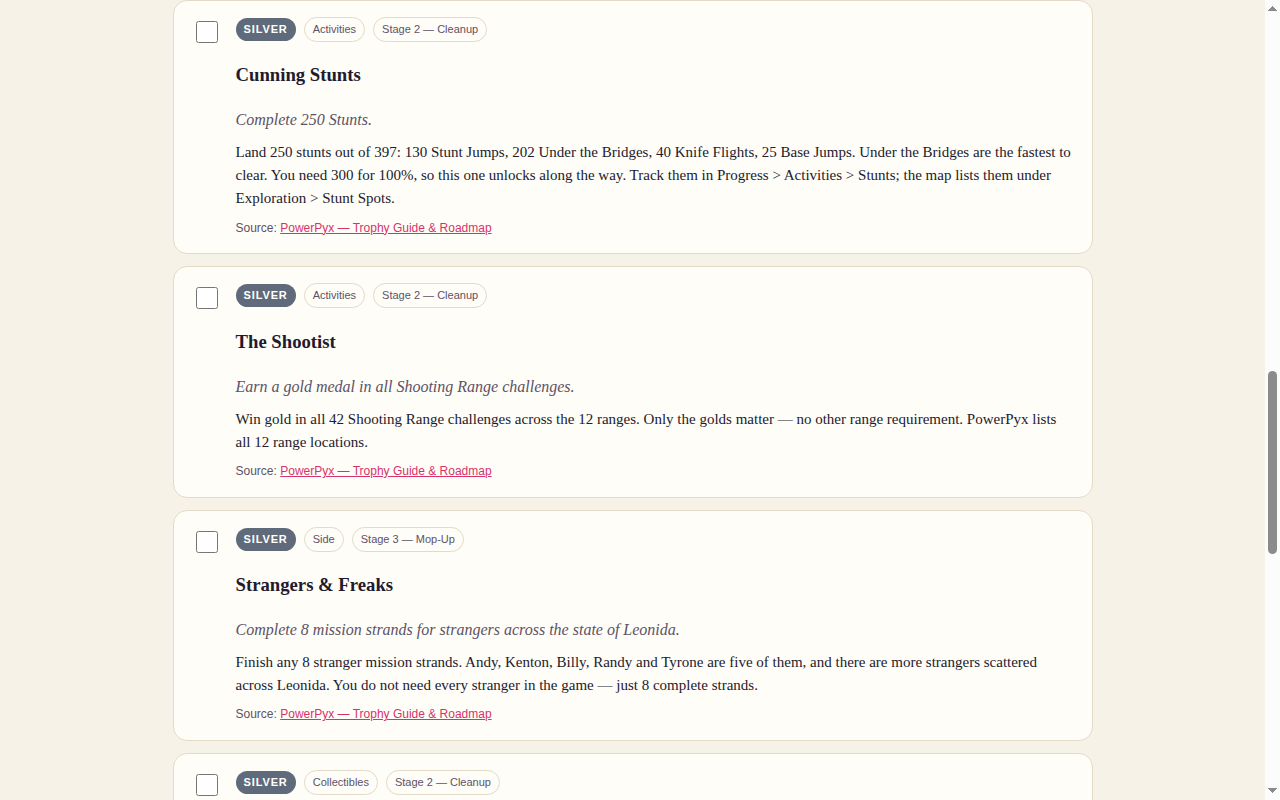 SILVER Activities Stage 2 — Cleanup
Cunning Stunts
Complete 250 Stunts.
Land 250 stunts out of 397: 130 Stunt Jumps, 202 Under the Bridges, 40 Knife Flights, 25 Base Jumps. Under the Bridges are the fastest to
clear. You need 300 for 100%, so this one unlocks along the way. Track them in Progress > Activities > Stunts; the map lists them under
Exploration > Stunt Spots.
Source: PowerPyx — Trophy Guide & Roadmap
SILVER Activities Stage 2 — Cleanup
The Shootist
Earn a gold medal in all Shooting Range challenges.
Win gold in all 42 Shooting Range challenges across the 12 ranges. Only the golds matter — no other range requirement. PowerPyx lists
all 12 range locations.
Source: PowerPyx — Trophy Guide & Roadmap
SILVER Side Stage 3 — Mop-Up
Strangers & Freaks
Complete 8 mission strands for strangers across the state of Leonida.
Finish any 8 stranger mission strands. Andy, Kenton, Billy, Randy and Tyrone are five of them, and there are more strangers scattered
across Leonida. You do not need every stranger in the game — just 8 complete strands.
Source: PowerPyx — Trophy Guide & Roadmap
SILVER Collectibles Stage 2 — Cleanup